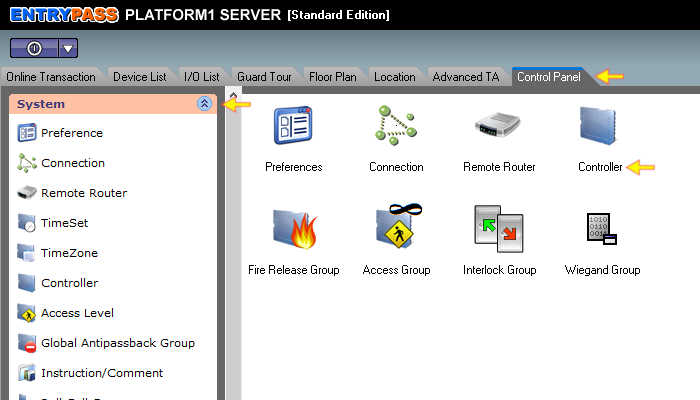 ENTRYPASS PLATFORM1 SERVER [Standard Edition]
Online Transaction Device List I/O List Guard Tour Floor Plan Location Advanced TA Control Panel
System
Preference
Connection
Remote Router
TimeSet
TimeZone
Controller
Access Level
Global Antipassback Group
Instruction/Comment
Preferences Connection Remote Router Controller
Fire Release Group Access Group Interlock Group Wiegand Group
1010
0110
0011